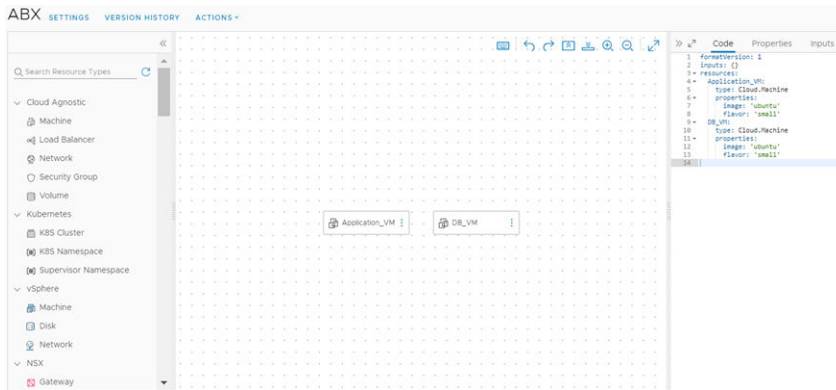 ABX SETTINGS VERSION HISTORY ACTIONS
Search Resource Types
Cloud Agnostic
Machine
Load Balancer
Network
Security Group
Volume
Kubernetes
K8S Cluster
K8S Namespace
Supervisor Namespace
vSphere
Machine
Disk
Network
NSX
Gateway
Application_VM
DB_VM
Code Properties Inputs
1 formatVersion: 1
2 inputs: {}
3 resources:
4 Application_VM:
5 type: Cloud.Machine
6 properties:
7 image: 'ubuntu'
8 flavor: 'small'
9 DB_VM:
10 type: Cloud.Machine
11 properties:
12 image: 'ubuntu'
13 flavor: 'small'
14